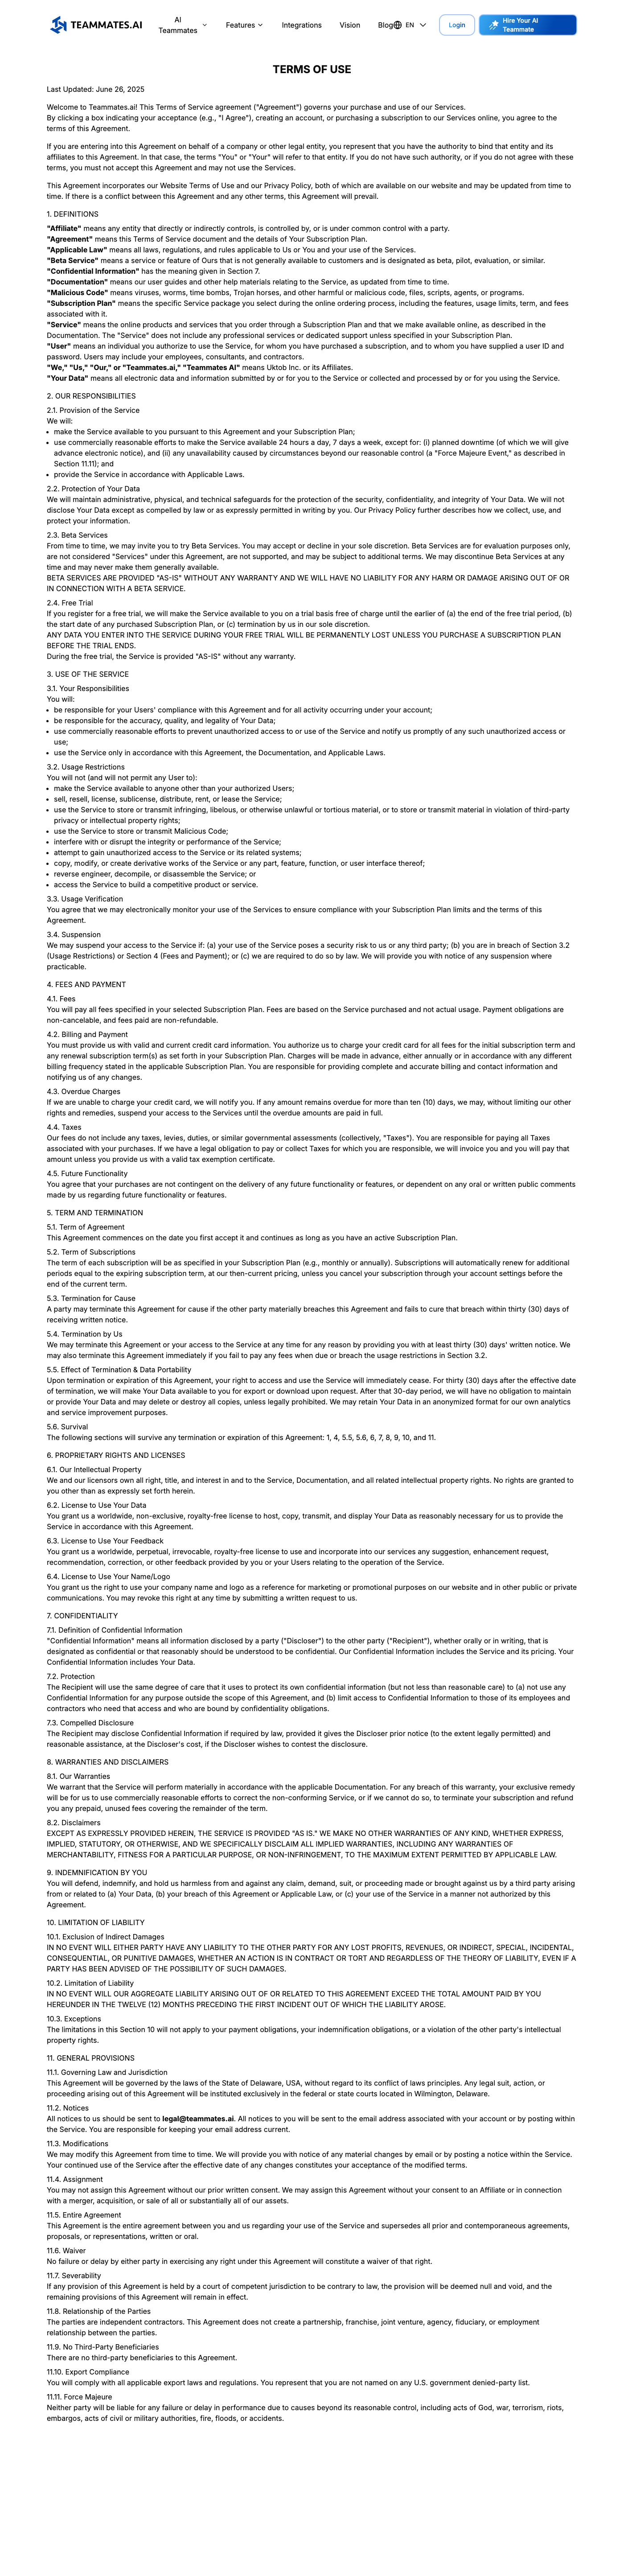 TEAMMATES.AI
AI Teammates
Features
Integrations
Vision
Blog
EN
Login
Hire Your AI Teammate
TERMS OF USE
Last Updated: June 26, 2025
Welcome to Teammates.ai! This Terms of Service agreement ("Agreement") governs your purchase and use of our Services.
By clicking a box indicating your acceptance (e.g., "I Agree"), creating an account, or purchasing a subscription to our Services online, you agree to the
terms of this Agreement.
If you are entering into this Agreement on behalf of a company or other legal entity, you represent that you have the authority to bind that entity and its
affiliates to this Agreement. In that case, the terms "You" or "Your" will refer to that entity. If you do not have such authority, or if you do not agree with these
terms, you must not accept this Agreement and may not use the Services.
This Agreement incorporates our Website Terms of Use and our Privacy Policy, both of which are available on our website and may be updated from time to
time. If there is a conflict between this Agreement and any other terms, this Agreement will prevail.
1. DEFINITIONS
"Affiliate" means any entity that directly or indirectly controls, is controlled by, or is under common control with a party.
"Agreement" means this Terms of Service document and the details of Your Subscription Plan.
"Applicable Law" means all laws, regulations, and rules applicable to Us or You and your use of the Services.
"Beta Service" means a service or feature of Ours that is not generally available to customers and is designated as beta, pilot, evaluation, or similar.
"Confidential Information" has the meaning given in Section 7.
"Documentation" means our user guides and other help materials relating to the Service, as updated from time to time.
"Malicious Code" means viruses, worms, time bombs, Trojan horses, and other harmful or malicious code, files, scripts, agents, or programs.
"Subscription Plan" means the specific Service package you select during the online ordering process, including the features, usage limits, term, and fees
associated with it.
"Service" means the online products and services that you order through a Subscription Plan and that we make available online, as described in the
Documentation. The "Service" does not include any professional services or dedicated support unless specified in your Subscription Plan.
"User" means an individual you authorize to use the Service, for whom you have purchased a subscription, and to whom you have supplied a user ID and
password. Users may include your employees, consultants, and contractors.
"We," "Us," "Our," or "Teammates.ai," "Teammates AI" means Uktob Inc. or its Affiliates.
"Your Data" means all electronic data and information submitted by or for you to the Service or collected and processed by or for you using the Service.
2. OUR RESPONSIBILITIES
2.1. Provision of the Service
We will:
• make the Service available to you pursuant to this Agreement and your Subscription Plan;
• use commercially reasonable efforts to make the Service available 24 hours a day, 7 days a week, except for: (i) planned downtime (of which we will give
advance electronic notice), and (ii) any unavailability caused by circumstances beyond our reasonable control (a "Force Majeure Event," as described in
Section 11.11); and
• provide the Service in accordance with Applicable Laws.
2.2. Protection of Your Data
We will maintain administrative, physical, and technical safeguards for the protection of the security, confidentiality, and integrity of Your Data. We will not
disclose Your Data except as compelled by law or as expressly permitted in writing by you. Our Privacy Policy further describes how we collect, use, and
protect your information.
2.3. Beta Services
From time to time, we may invite you to try Beta Services. You may accept or decline in your sole discretion. Beta Services are for evaluation purposes only,
are not considered "Services" under this Agreement, are not supported, and may be subject to additional terms. We may discontinue Beta Services at any
time and may never make them generally available.
BETA SERVICES ARE PROVIDED "AS-IS" WITHOUT ANY WARRANTY AND WE WILL HAVE NO LIABILITY FOR ANY HARM OR DAMAGE ARISING OUT OF OR
IN CONNECTION WITH A BETA SERVICE.
2.4. Free Trial
If you register for a free trial, we will make the Service available to you on a trial basis free of charge until the earlier of (a) the end of the free trial period, (b)
the start date of any purchased Subscription Plan, or (c) termination by us in our sole discretion.
ANY DATA YOU ENTER INTO THE SERVICE DURING YOUR FREE TRIAL WILL BE PERMANENTLY LOST UNLESS YOU PURCHASE A SUBSCRIPTION PLAN
BEFORE THE TRIAL ENDS.
During the free trial, the Service is provided "AS-IS" without any warranty.
3. USE OF THE SERVICE
3.1. Your Responsibilities
You will:
• be responsible for your Users' compliance with this Agreement and for all activity occurring under your account;
• be responsible for the accuracy, quality, and legality of Your Data;
• use commercially reasonable efforts to prevent unauthorized access to or use of the Service and notify us promptly of any such unauthorized access or
use;
• use the Service only in accordance with this Agreement, the Documentation, and Applicable Laws.
3.2. Usage Restrictions
You will not (and will not permit any User to):
• make the Service available to anyone other than your authorized Users;
• sell, resell, license, sublicense, distribute, rent, or lease the Service;
• use the Service to store or transmit infringing, libelous, or otherwise unlawful or tortious material, or to store or transmit material in violation of third-party
privacy or intellectual property rights;
• use the Service to store or transmit Malicious Code;
• interfere with or disrupt the integrity or performance of the Service;
• attempt to gain unauthorized access to the Service or its related systems;
• copy, modify, or create derivative works of the Service or any part, feature, function, or user interface thereof;
• reverse engineer, decompile, or disassemble the Service; or
• access the Service to build a competitive product or service.
3.3. Usage Verification
You agree that we may electronically monitor your use of the Services to ensure compliance with your Subscription Plan limits and the terms of this
Agreement.
3.4. Suspension
We may suspend your access to the Service if: (a) your use of the Service poses a security risk to us or any third party; (b) you are in breach of Section 3.2
(Usage Restrictions) or Section 4 (Fees and Payment); or (c) we are required to do so by law. We will provide you with notice of any suspension where
practicable.
4. FEES AND PAYMENT
4.1. Fees
You will pay all fees specified in your selected Subscription Plan. Fees are based on the Service purchased and not actual usage. Payment obligations are
non-cancelable, and fees paid are non-refundable.
4.2. Billing and Payment
You must provide us with valid and current credit card information. You authorize us to charge your credit card for all fees for the initial subscription term and
any renewal subscription term(s) as set forth in your Subscription Plan. Charges will be made in advance, either annually or in accordance with any different
billing frequency stated in the applicable Subscription Plan. You are responsible for providing complete and accurate billing and contact information and
notifying us of any changes.
4.3. Overdue Charges
If we are unable to charge your credit card, we will notify you. If any amount remains overdue for more than ten (10) days, we may, without limiting our other
rights and remedies, suspend your access to the Services until the overdue amounts are paid in full.
4.4. Taxes
Our fees do not include any taxes, levies, duties, or similar governmental assessments (collectively, "Taxes"). You are responsible for paying all Taxes
associated with your purchases. If we have a legal obligation to pay or collect Taxes for which you are responsible, we will invoice you and you will pay that
amount unless you provide us with a valid tax exemption certificate.
4.5. Future Functionality
You agree that your purchases are not contingent on the delivery of any future functionality or features, or dependent on any oral or written public comments
made by us regarding future functionality or features.
5. TERM AND TERMINATION
5.1. Term of Agreement
This Agreement commences on the date you first accept it and continues as long as you have an active Subscription Plan.
5.2. Term of Subscriptions
The term of each subscription will be as specified in your Subscription Plan (e.g., monthly or annually). Subscriptions will automatically renew for additional
periods equal to the expiring subscription term, at our then-current pricing, unless you cancel your subscription through your account settings before the
end of the current term.
5.3. Termination for Cause
A party may terminate this Agreement for cause if the other party materially breaches this Agreement and fails to cure that breach within thirty (30) days of
receiving written notice.
5.4. Termination by Us
We may terminate this Agreement or your access to the Service at any time for any reason by providing you with at least thirty (30) days' written notice. We
may also terminate this Agreement immediately if you fail to pay any fees when due or breach the usage restrictions in Section 3.2.
5.5. Effect of Termination & Data Portability
Upon termination or expiration of this Agreement, your right to access and use the Service will immediately cease. For thirty (30) days after the effective date
of termination, we will make Your Data available to you for export or download upon request. After that 30-day period, we will have no obligation to maintain
or provide Your Data and may delete or destroy all copies, unless legally prohibited. We may retain Your Data in an anonymized format for our own analytics
and service improvement purposes.
5.6. Survival
The following sections will survive any termination or expiration of this Agreement: 1, 4, 5.5, 5.6, 6, 7, 8, 9, 10, and 11.
6. PROPRIETARY RIGHTS AND LICENSES
6.1. Our Intellectual Property
We and our licensors own all right, title, and interest in and to the Service, Documentation, and all related intellectual property rights. No rights are granted to
you other than as expressly set forth herein.
6.2. License to Use Your Data
You grant us a worldwide, non-exclusive, royalty-free license to host, copy, transmit, and display Your Data as reasonably necessary for us to provide the
Service in accordance with this Agreement.
6.3. License to Use Your Feedback
You grant us a worldwide, perpetual, irrevocable, royalty-free license to use and incorporate into our services any suggestion, enhancement request,
recommendation, correction, or other feedback provided by you or your Users relating to the operation of the Service.
6.4. License to Use Your Name/Logo
You grant us the right to use your company name and logo as a reference for marketing or promotional purposes on our website and in other public or private
communications. You may revoke this right at any time by submitting a written request to us.
7. CONFIDENTIALITY
7.1. Definition of Confidential Information
"Confidential Information" means all information disclosed by a party ("Discloser") to the other party ("Recipient"), whether orally or in writing, that is
designated as confidential or that reasonably should be understood to be confidential. Our Confidential Information includes the Service and its pricing. Your
Confidential Information includes Your Data.
7.2. Protection
The Recipient will use the same degree of care that it uses to protect its own confidential information (but not less than reasonable care) to (a) not use any
Confidential Information for any purpose outside the scope of this Agreement, and (b) limit access to Confidential Information to those of its employees and
contractors who need that access and who are bound by confidentiality obligations.
7.3. Compelled Disclosure
The Recipient may disclose Confidential Information if required by law, provided it gives the Discloser prior notice (to the extent legally permitted) and
reasonable assistance, at the Discloser's cost, if the Discloser wishes to contest the disclosure.
8. WARRANTIES AND DISCLAIMERS
8.1. Our Warranties
We warrant that the Service will perform materially in accordance with the applicable Documentation. For any breach of this warranty, your exclusive remedy
will be for us to use commercially reasonable efforts to correct the non-conforming Service, or if we cannot do so, to terminate your subscription and refund
you any prepaid, unused fees covering the remainder of the term.
8.2. Disclaimers
EXCEPT AS EXPRESSLY PROVIDED HEREIN, THE SERVICE IS PROVIDED "AS IS." WE MAKE NO OTHER WARRANTIES OF ANY KIND, WHETHER EXPRESS,
IMPLIED, STATUTORY, OR OTHERWISE, AND WE SPECIFICALLY DISCLAIM ALL IMPLIED WARRANTIES, INCLUDING ANY WARRANTIES OF
MERCHANTABILITY, FITNESS FOR A PARTICULAR PURPOSE, OR NON-INFRINGEMENT, TO THE MAXIMUM EXTENT PERMITTED BY APPLICABLE LAW.
9. INDEMNIFICATION BY YOU
You will defend, indemnify, and hold us harmless from and against any claim, demand, suit, or proceeding made or brought against us by a third party arising
from or related to (a) Your Data, (b) your breach of this Agreement or Applicable Law, or (c) your use of the Service in a manner not authorized by this
Agreement.
10. LIMITATION OF LIABILITY
10.1. Exclusion of Indirect Damages
IN NO EVENT WILL EITHER PARTY HAVE ANY LIABILITY TO THE OTHER PARTY FOR ANY LOST PROFITS, REVENUES, OR INDIRECT, SPECIAL, INCIDENTAL,
CONSEQUENTIAL, OR PUNITIVE DAMAGES, WHETHER AN ACTION IS IN CONTRACT OR TORT AND REGARDLESS OF THE THEORY OF LIABILITY, EVEN IF A
PARTY HAS BEEN ADVISED OF THE POSSIBILITY OF SUCH DAMAGES.
10.2. Limitation of Liability
IN NO EVENT WILL OUR AGGREGATE LIABILITY ARISING OUT OF OR RELATED TO THIS AGREEMENT EXCEED THE TOTAL AMOUNT PAID BY YOU
HEREUNDER IN THE TWELVE (12) MONTHS PRECEDING THE FIRST INCIDENT OUT OF WHICH THE LIABILITY AROSE.
10.3. Exceptions
The limitations in this Section 10 will not apply to your payment obligations, your indemnification obligations, or a violation of the other party's intellectual
property rights.
11. GENERAL PROVISIONS
11.1. Governing Law and Jurisdiction
This Agreement will be governed by the laws of the State of Delaware, USA, without regard to its conflict of laws principles. Any legal suit, action, or
proceeding arising out of this Agreement will be instituted exclusively in the federal or state courts located in Wilmington, Delaware.
11.2. Notices
All notices to us should be sent to legal@teammates.ai. All notices to you will be sent to the email address associated with your account or by posting within
the Service. You are responsible for keeping your email address current.
11.3. Modifications
We may modify this Agreement from time to time. We will provide you with notice of any material changes by email or by posting a notice within the Service.
Your continued use of the Service after the effective date of any changes constitutes your acceptance of the modified terms.
11.4. Assignment
You may not assign this Agreement without our prior written consent. We may assign this Agreement without your consent to an Affiliate or in connection
with a merger, acquisition, or sale of all or substantially all of our assets.
11.5. Entire Agreement
This Agreement is the entire agreement between you and us regarding your use of the Service and supersedes all prior and contemporaneous agreements,
proposals, or representations, written or oral.
11.6. Waiver
No failure or delay by either party in exercising any right under this Agreement will constitute a waiver of that right.
11.7. Severability
If any provision of this Agreement is held by a court of competent jurisdiction to be contrary to law, the provision will be deemed null and void, and the
remaining provisions of this Agreement will remain in effect.
11.8. Relationship of the Parties
The parties are independent contractors. This Agreement does not create a partnership, franchise, joint venture, agency, fiduciary, or employment
relationship between the parties.
11.9. No Third-Party Beneficiaries
There are no third-party beneficiaries to this Agreement.
11.10. Export Compliance
You will comply with all applicable export laws and regulations. You represent that you are not named on any U.S. government denied-party list.
11.11. Force Majeure
Neither party will be liable for any failure or delay in performance due to causes beyond its reasonable control, including acts of God, war, terrorism, riots,
embargos, acts of civil or military authorities, fire, floods, or accidents.